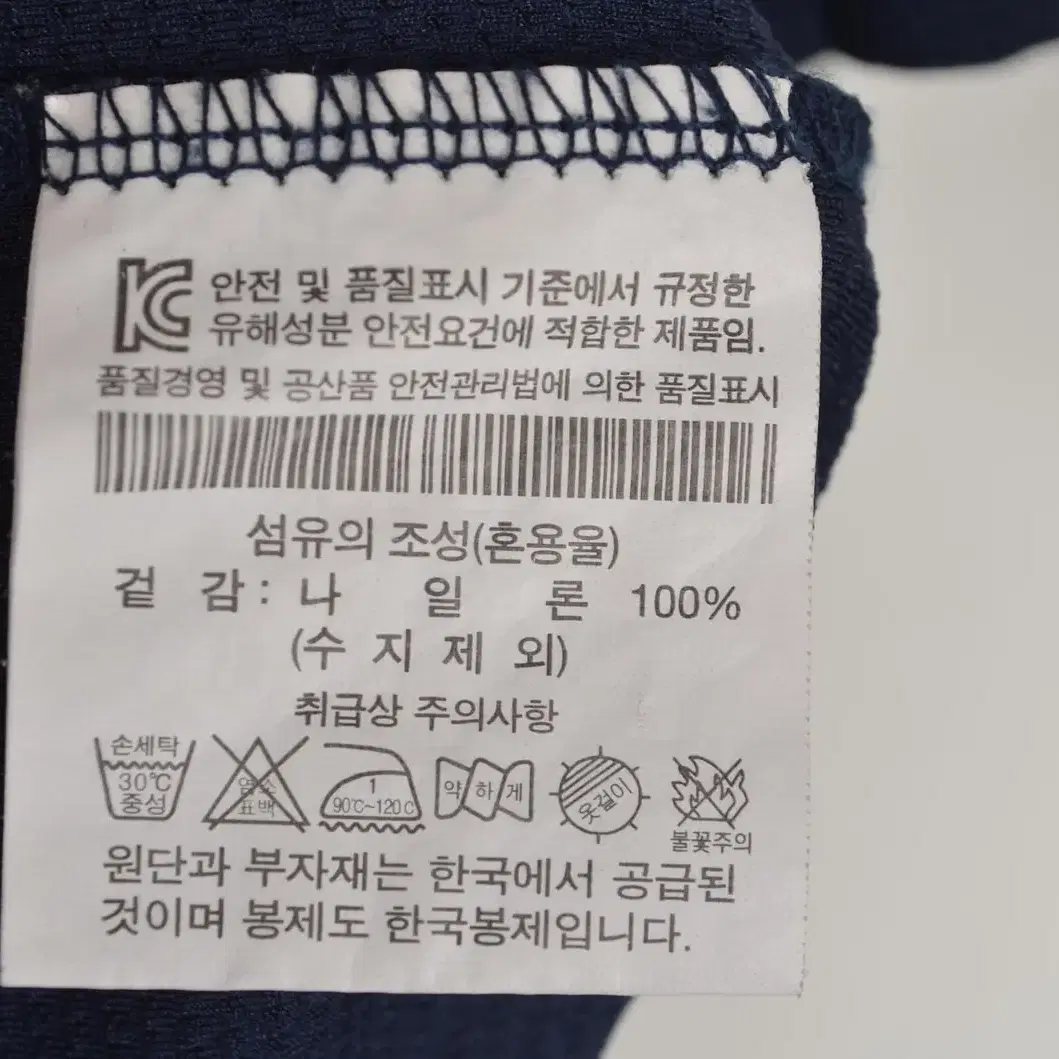 KC 안전 및 품질표시 기준에서 규정한
유해성분 안전요건에 적합한 제품임.
품질경영 및 공산품 안전관리법에 의한 품질표시
섬유의 조성(혼용율)
겉 감 : 나 일 론 100%
(수 지 제 외)
취급상 주의사항
손세탁
30℃
중성
염소
표백
1
90℃~120℃
약하게
옷걸이
불꽃주의
원단과 부자재는 한국에서 공급된
것이며 봉제도 한국봉제입니다.